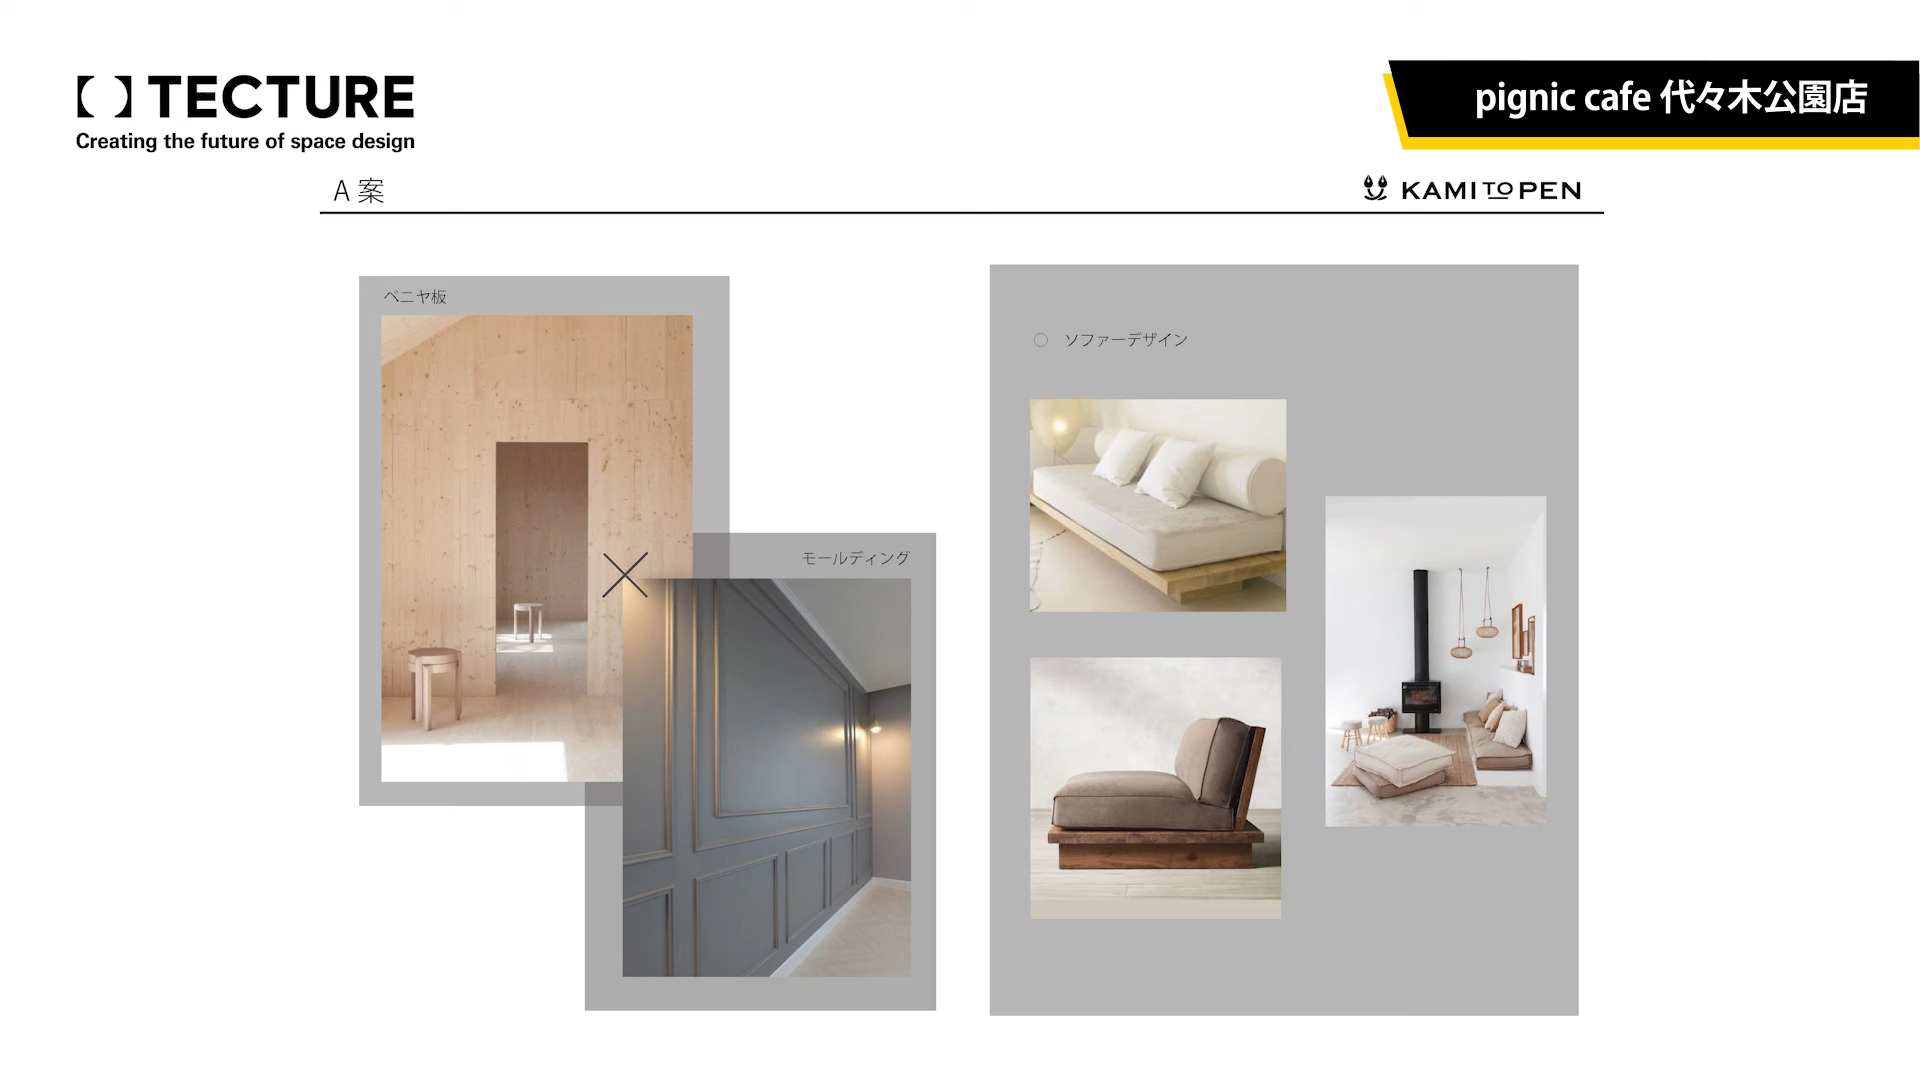 TECTURE
Creating the future of space design
pignic cafe 代々木公園店
A 案
KAMI TO PEN
ベニヤ板
モールディング
○ ソファーデザイン